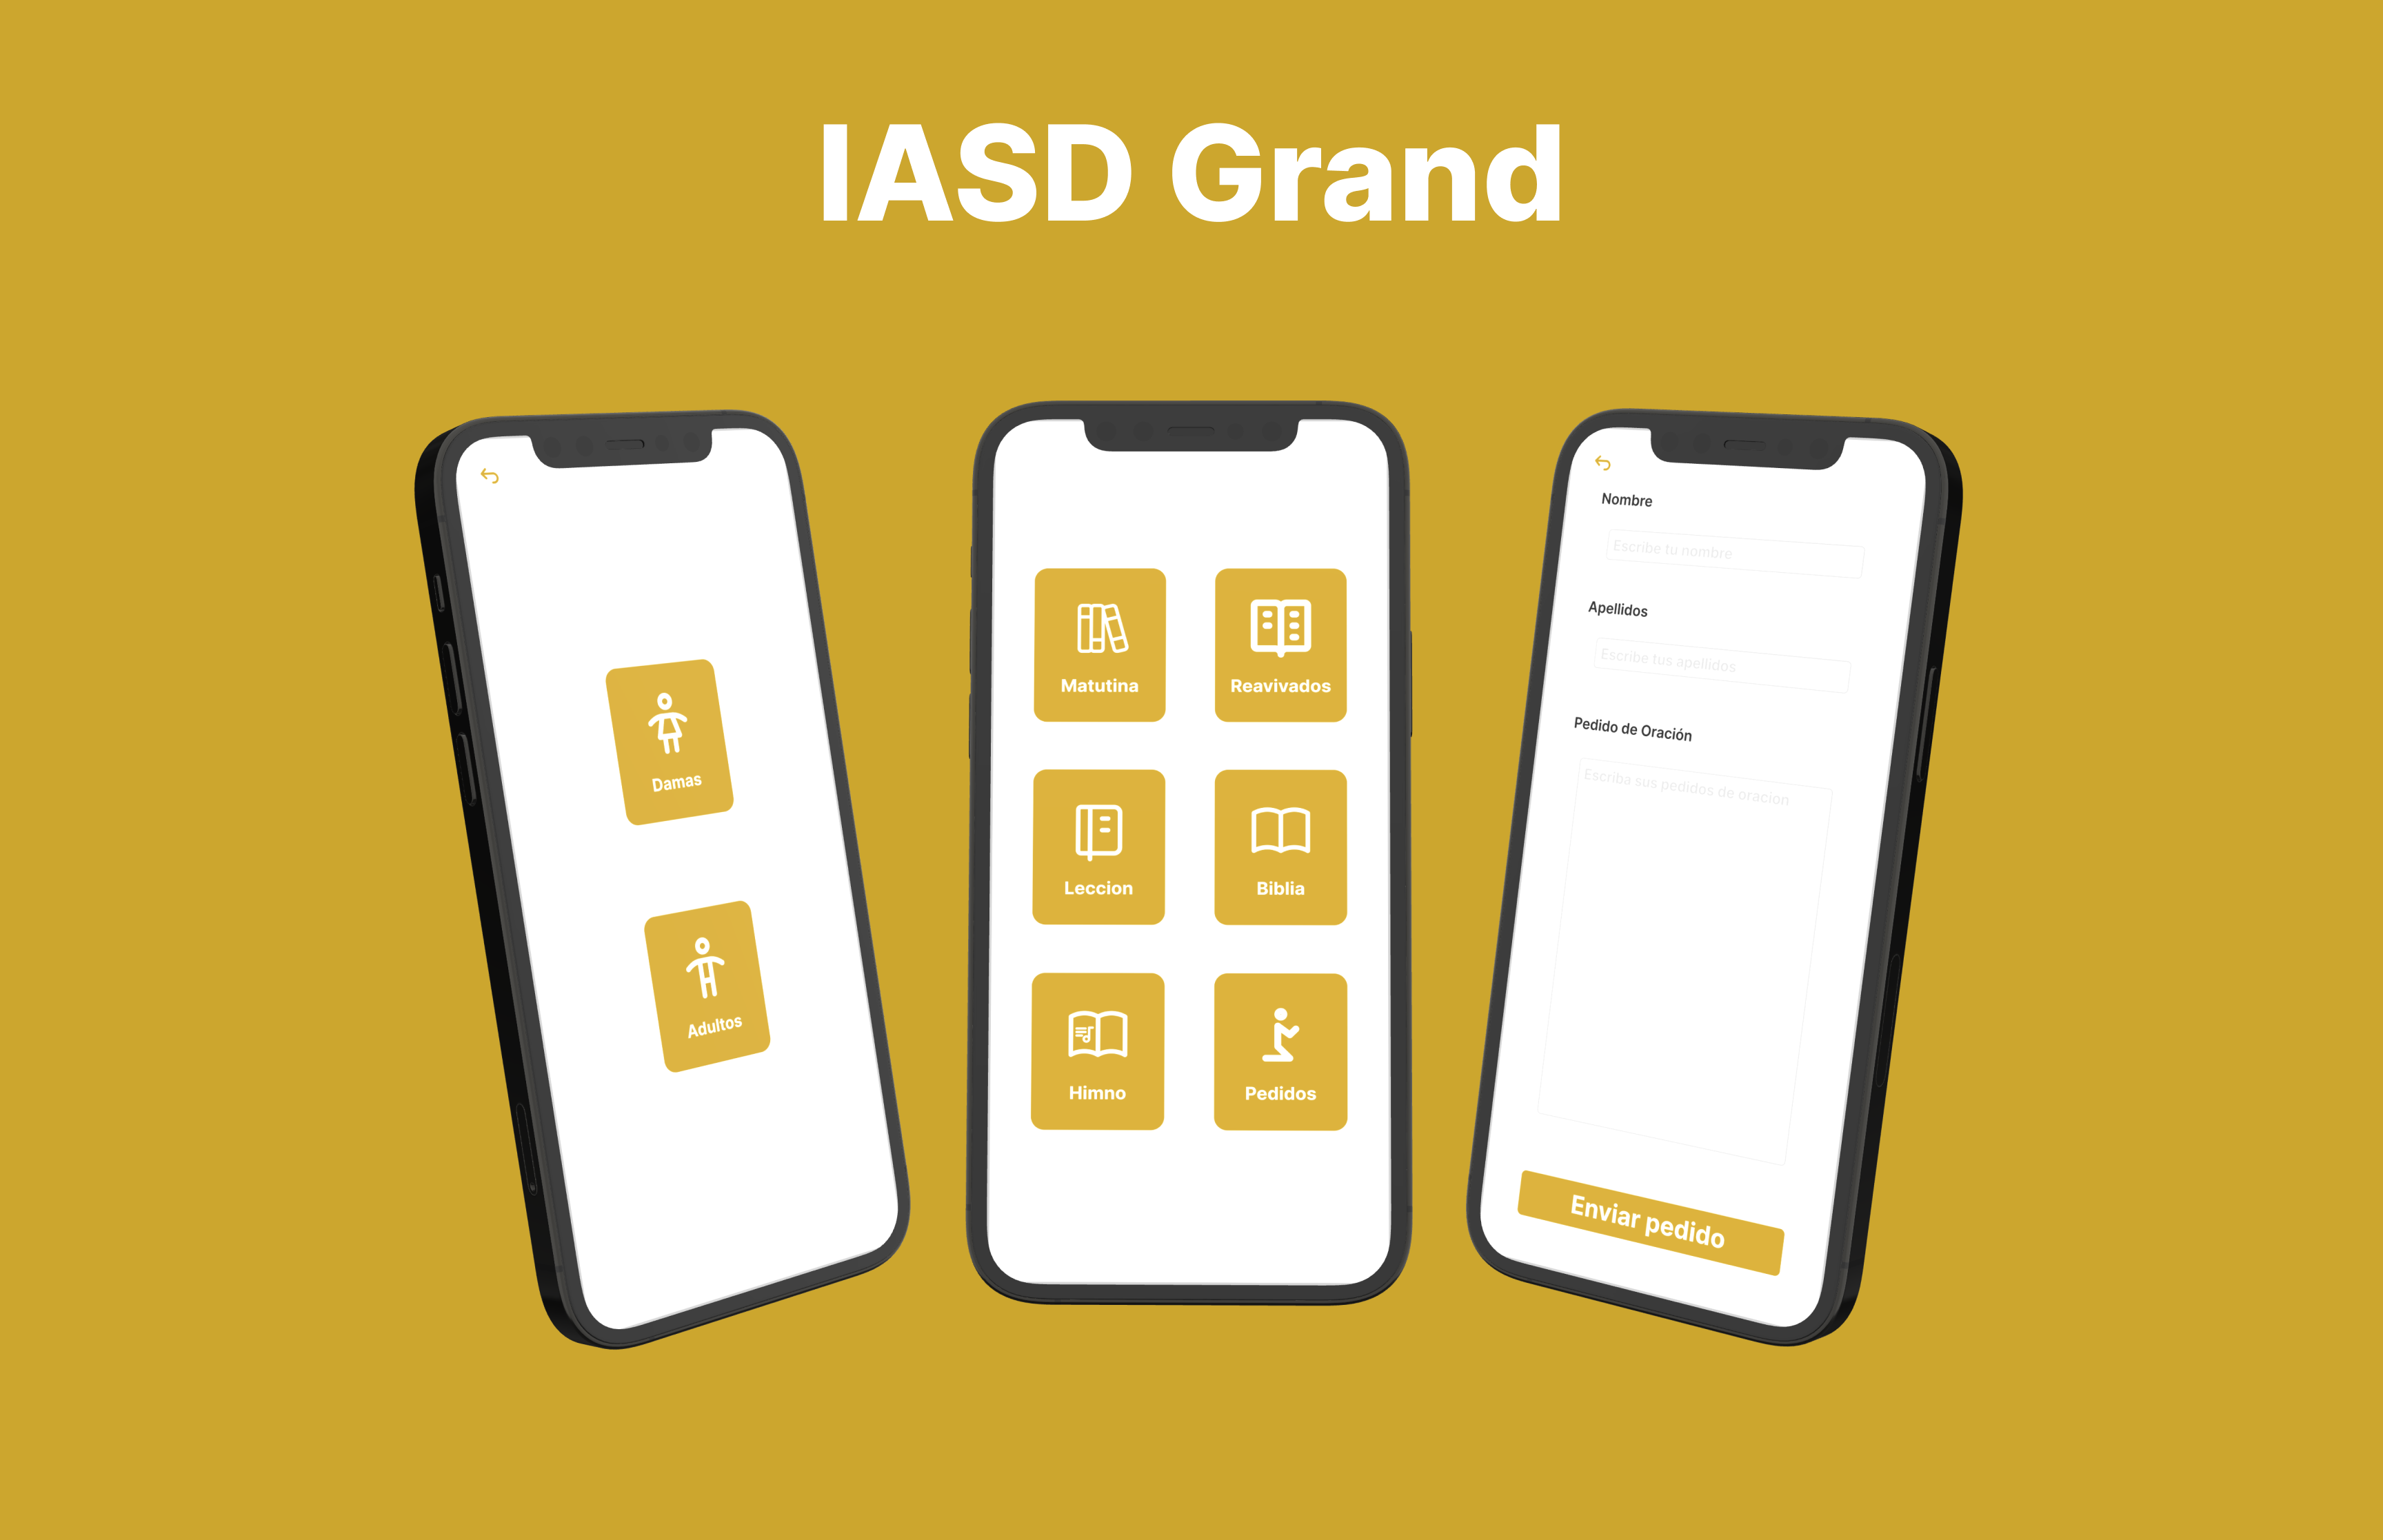 IASD Grand
Damas
Adultos
Matutina
Reavivados
Leccion
Biblia
Himno
Pedidos
Nombre
Escribe tu nombre
Apellidos
Escribe tus apellidos
Pedido de Oración
Escriba sus pedidos de oracion
Enviar pedido